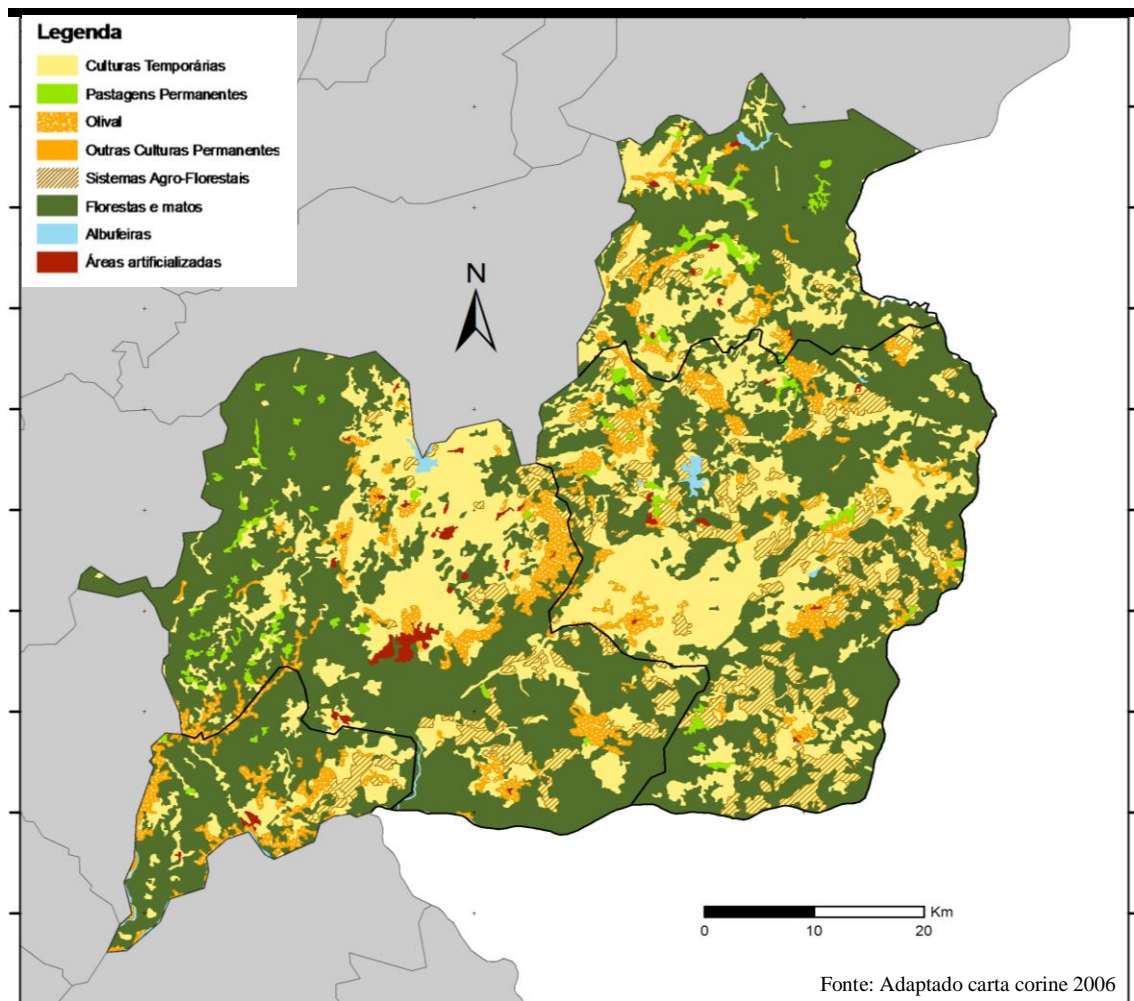 Legenda
Culturas Temporárias
Pastagens Permanentes
Olival
Outras Culturas Permanentes
Sistemas Agro-Florestais
Florestas e matos
Albufeiras
Áreas artificializadas
N
Km
0 10 20
Fonte: Adaptado carta corine 2006